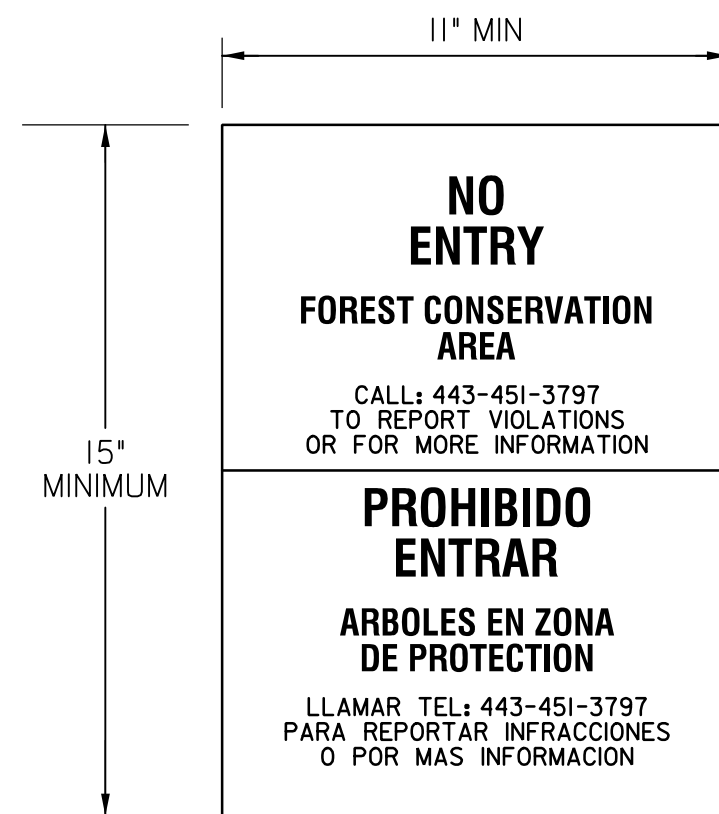 11" MIN
NO
ENTRY
FOREST CONSERVATION
AREA
CALL: 443-451-3797
TO REPORT VIOLATIONS
OR FOR MORE INFORMATION
15"
MINIMUM
PROHIBIDO
ENTRAR
ARBOLES EN ZONA
DE PROTECTION
LLAMAR TEL: 443-451-3797
PARA REPORTAR INFRACCIONES
O POR MAS INFORMACION